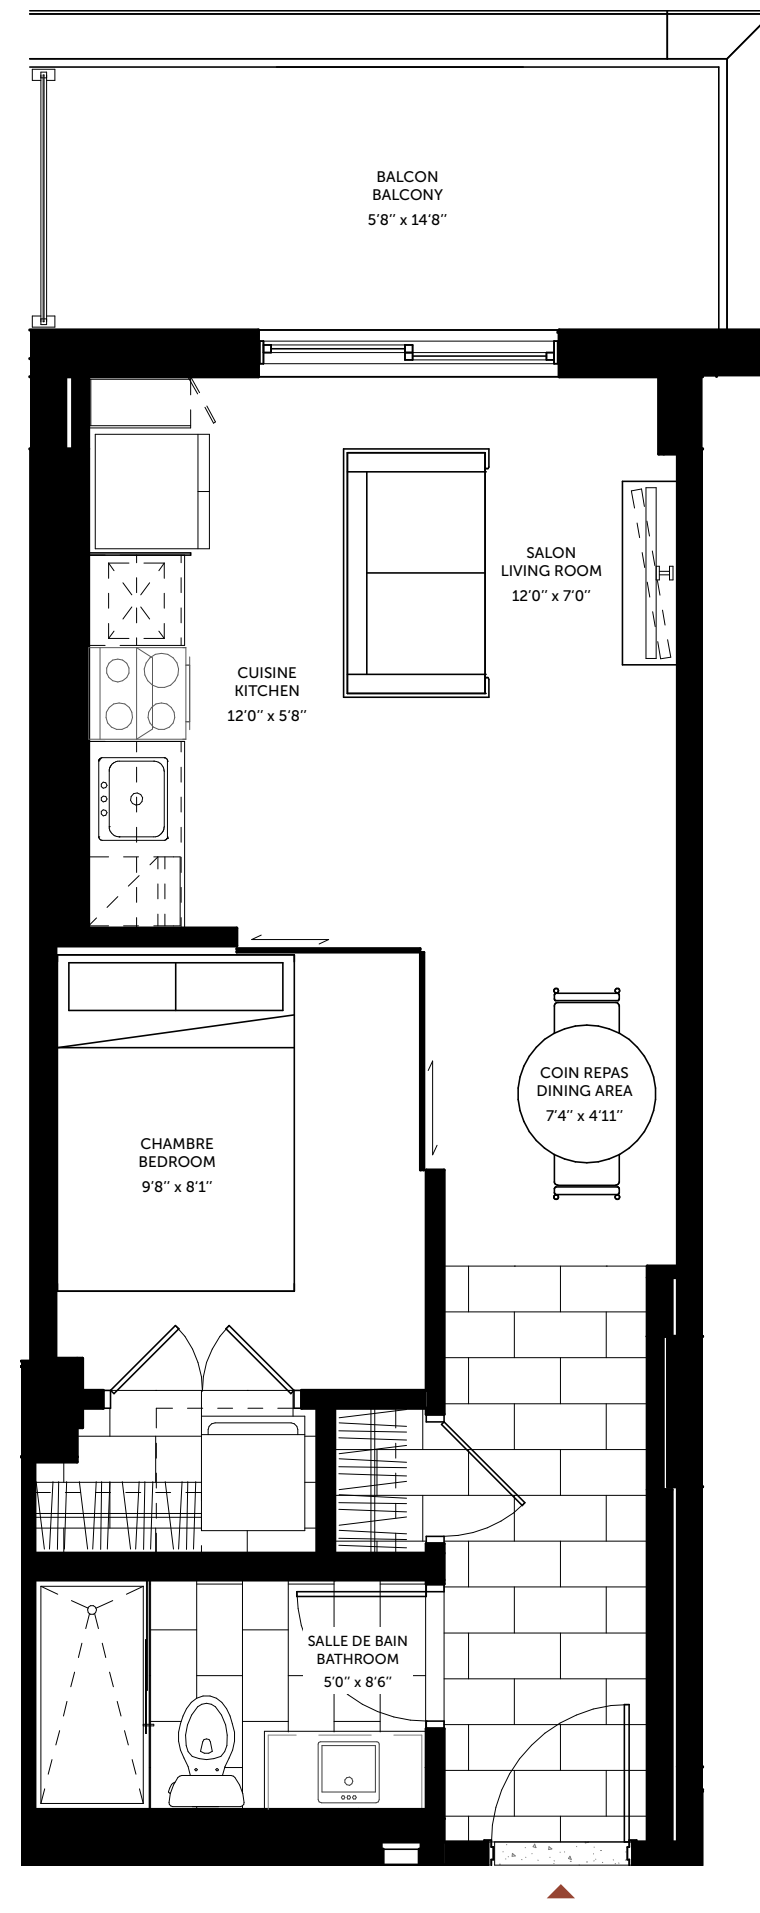 BALCON
BALCONY
5'8'' x 14'8''
SALON
LIVING ROOM
12'0'' x 7'0''
CUISINE
KITCHEN
12'0'' x 5'8''
COIN REPAS
DINING AREA
7'4'' x 4'11''
CHAMBRE
BEDROOM
9'8'' x 8'1''
SALLE DE BAIN
BATHROOM
5'0'' x 8'6''